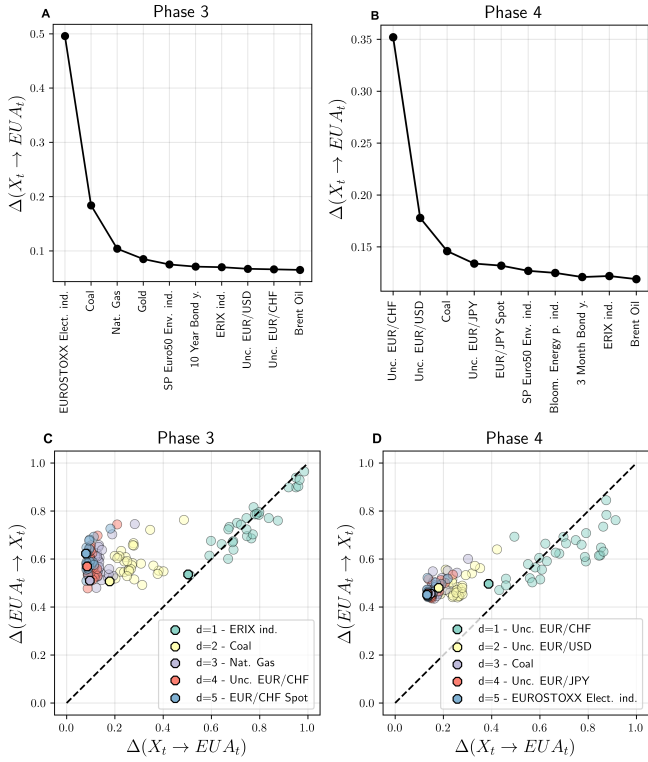 A
Phase 3
Δ(X_t → EUA_t)
0.5
0.4
0.3
0.2
0.1
EUROSTOXX Elect. ind.
Coal
Nat. Gas
Gold
SP Euro50 Env. ind.
10 Year Bond y.
ERIX ind.
Unc. EUR/USD
Unc. EUR/CHF
Brent Oil
B
Phase 4
Δ(X_t → EUA_t)
0.35
0.30
0.25
0.20
0.15
Unc. EUR/CHF
Unc. EUR/USD
Coal
Unc. EUR/JPY
EUR/JPY Spot
SP Euro50 Env. ind.
Bloom. Energy p. ind.
3 Month Bond y.
ERIX ind.
Brent Oil
C
Phase 3
Δ(EUA_t → X_t)
1.0
0.8
0.6
0.4
0.2
0.0
d=1 - ERIX ind.
d=2 - Coal
d=3 - Nat. Gas
d=4 - Unc. EUR/CHF
d=5 - EUR/CHF Spot
0.0 0.2 0.4 0.6 0.8 1.0
Δ(X_t → EUA_t)
D
Phase 4
Δ(EUA_t → X_t)
1.0
0.8
0.6
0.4
0.2
0.0
d=1 - Unc. EUR/CHF
d=2 - Unc. EUR/USD
d=3 - Coal
d=4 - Unc. EUR/JPY
d=5 - EUROSTOXX Elect. ind.
0.0 0.2 0.4 0.6 0.8 1.0
Δ(X_t → EUA_t)